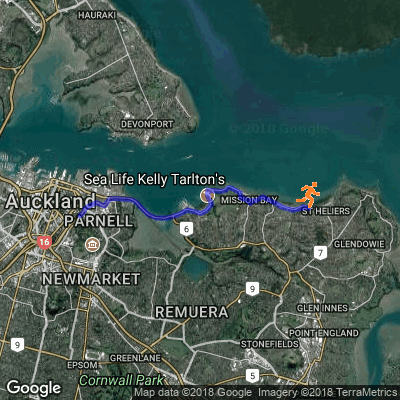 HAURAKI
DEVONPORT
©2018 Google
Sea Life Kelly Tarlton's
Auckland
MISSION BAY
ST HELIERS
PARNELL
6
16
GLENDOWIE
7
NEWMARKET
9
GLEN INNES
REMUERA
POINT ENGLAND
9
STONEFIELDS
GREENLANE
EPSOM
5
Cornwall Park
Google
Map data ©2018 Google Imagery ©2018 TerraMetrics